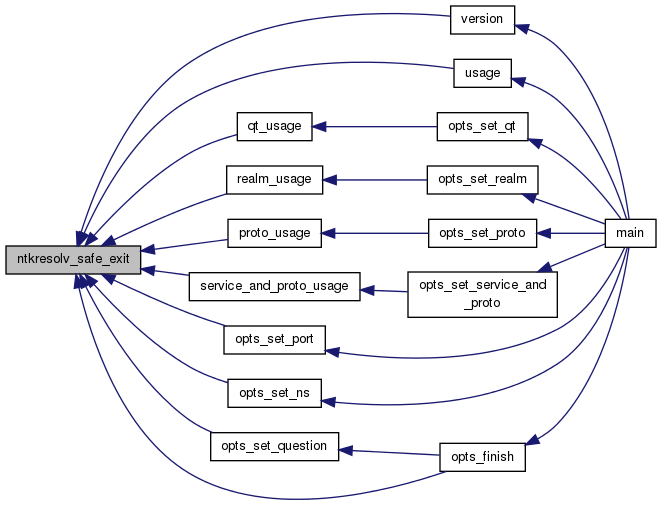 version
usage
qt_usage
opts_set_qt
realm_usage
opts_set_realm
proto_usage
opts_set_proto
main
ntkresolv_safe_exit
service_and_proto_usage
opts_set_service_and
_proto
opts_set_port
opts_set_ns
opts_set_question
opts_finish